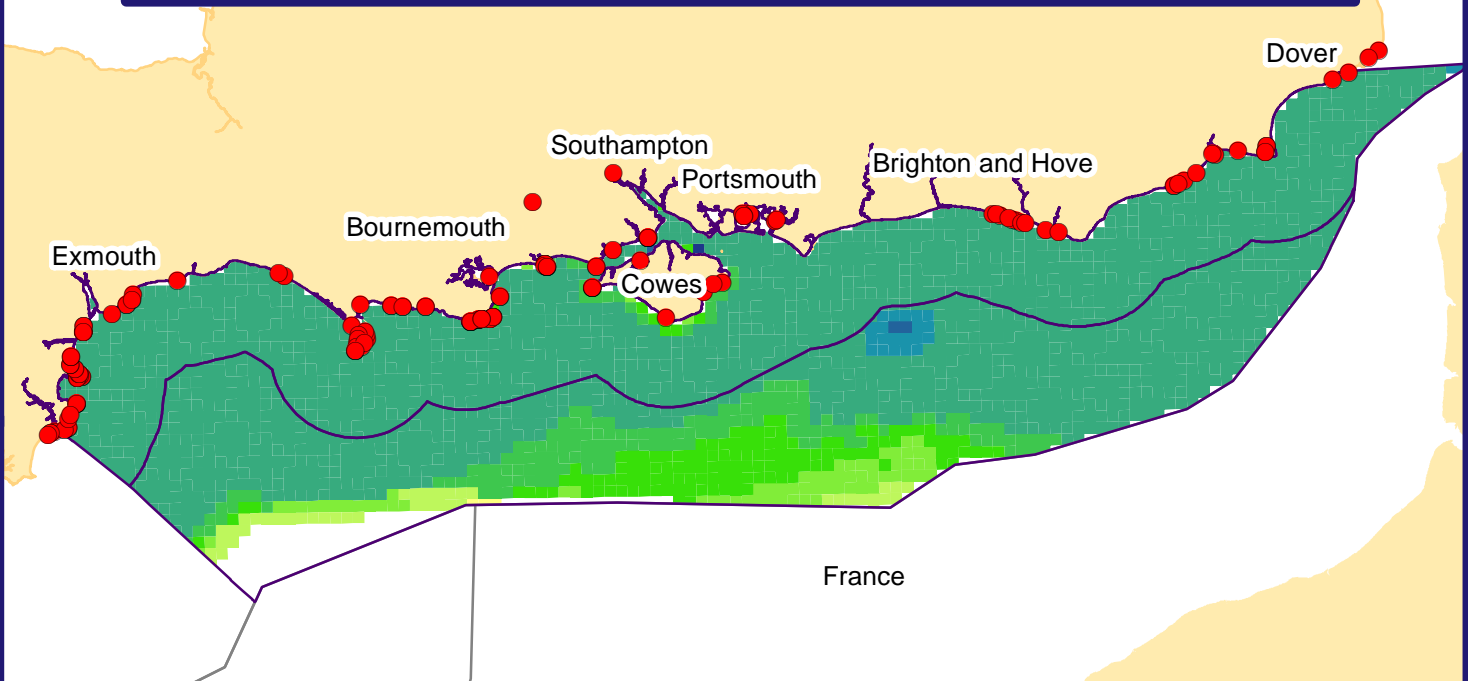 Dover
Southampton
Brighton and Hove
Portsmouth
Bournemouth
Exmouth
Cowes
France